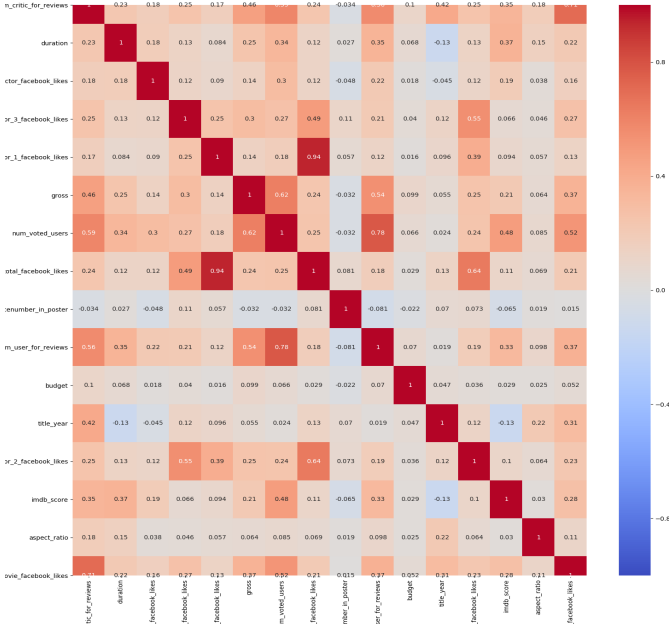 n_critic_for_reviews 1 0.23 0.18 0.25 0.17 0.46 0.59 0.24 -0.034 0.56 0.1 0.42 0.25 0.35 0.18 0.71
duration 0.23 1 0.18 0.13 0.084 0.25 0.34 0.12 0.027 0.35 0.068 -0.13 0.13 0.37 0.15 0.22
ctor_facebook_likes 0.18 0.18 1 0.12 0.09 0.14 0.3 0.12 -0.048 0.22 0.018 -0.045 0.12 0.19 0.038 0.16
or_3_facebook_likes 0.25 0.13 0.12 1 0.25 0.3 0.27 0.49 0.11 0.21 0.04 0.12 0.55 0.066 0.046 0.27
or_1_facebook_likes 0.17 0.084 0.09 0.25 1 0.14 0.18 0.94 0.057 0.12 0.016 0.096 0.39 0.094 0.057 0.13
gross 0.46 0.25 0.14 0.3 0.14 1 0.62 0.24 -0.032 0.54 0.099 0.055 0.25 0.21 0.064 0.37
num_voted_users 0.59 0.34 0.3 0.27 0.18 0.62 1 0.25 -0.032 0.78 0.066 0.024 0.24 0.48 0.085 0.52
otal_facebook_likes 0.24 0.12 0.12 0.49 0.94 0.24 0.25 1 0.081 0.18 0.029 0.13 0.64 0.11 0.069 0.21
enumber_in_poster -0.034 0.027 -0.048 0.11 0.057 -0.032 -0.032 0.081 1 -0.081 -0.022 0.07 0.073 -0.065 0.019 0.015
m_user_for_reviews 0.56 0.35 0.22 0.21 0.12 0.54 0.78 0.18 -0.081 1 0.07 0.019 0.19 0.33 0.098 0.37
budget 0.1 0.068 0.018 0.04 0.016 0.099 0.066 0.029 -0.022 0.07 1 0.047 0.036 0.029 0.025 0.052
title_year 0.42 -0.13 -0.045 0.12 0.096 0.055 0.024 0.13 0.07 0.019 0.047 1 0.12 -0.13 0.22 0.31
or_2_facebook_likes 0.25 0.13 0.12 0.55 0.39 0.25 0.24 0.64 0.073 0.19 0.036 0.12 1 0.1 0.064 0.23
imdb_score 0.35 0.37 0.19 0.066 0.094 0.21 0.48 0.11 -0.065 0.33 0.029 -0.13 0.1 1 0.03 0.28
aspect_ratio 0.18 0.15 0.038 0.046 0.057 0.064 0.085 0.069 0.019 0.098 0.025 0.22 0.064 0.03 1 0.11
ovie_facebook_likes 0.71 0.22 0.16 0.27 0.13 0.37 0.52 0.21 0.015 0.37 0.052 0.31 0.23 0.28 0.11 1
tic_for_reviews
duration
_facebook_likes
_facebook_likes
_facebook_likes
gross
m_voted_users
_facebook_likes
mber_in_poster
ser_for_reviews
budget
title_year
_facebook_likes
imdb_score
aspect_ratio
_facebook_likes
0.8
0.4
0.0
−0.4
−0.8